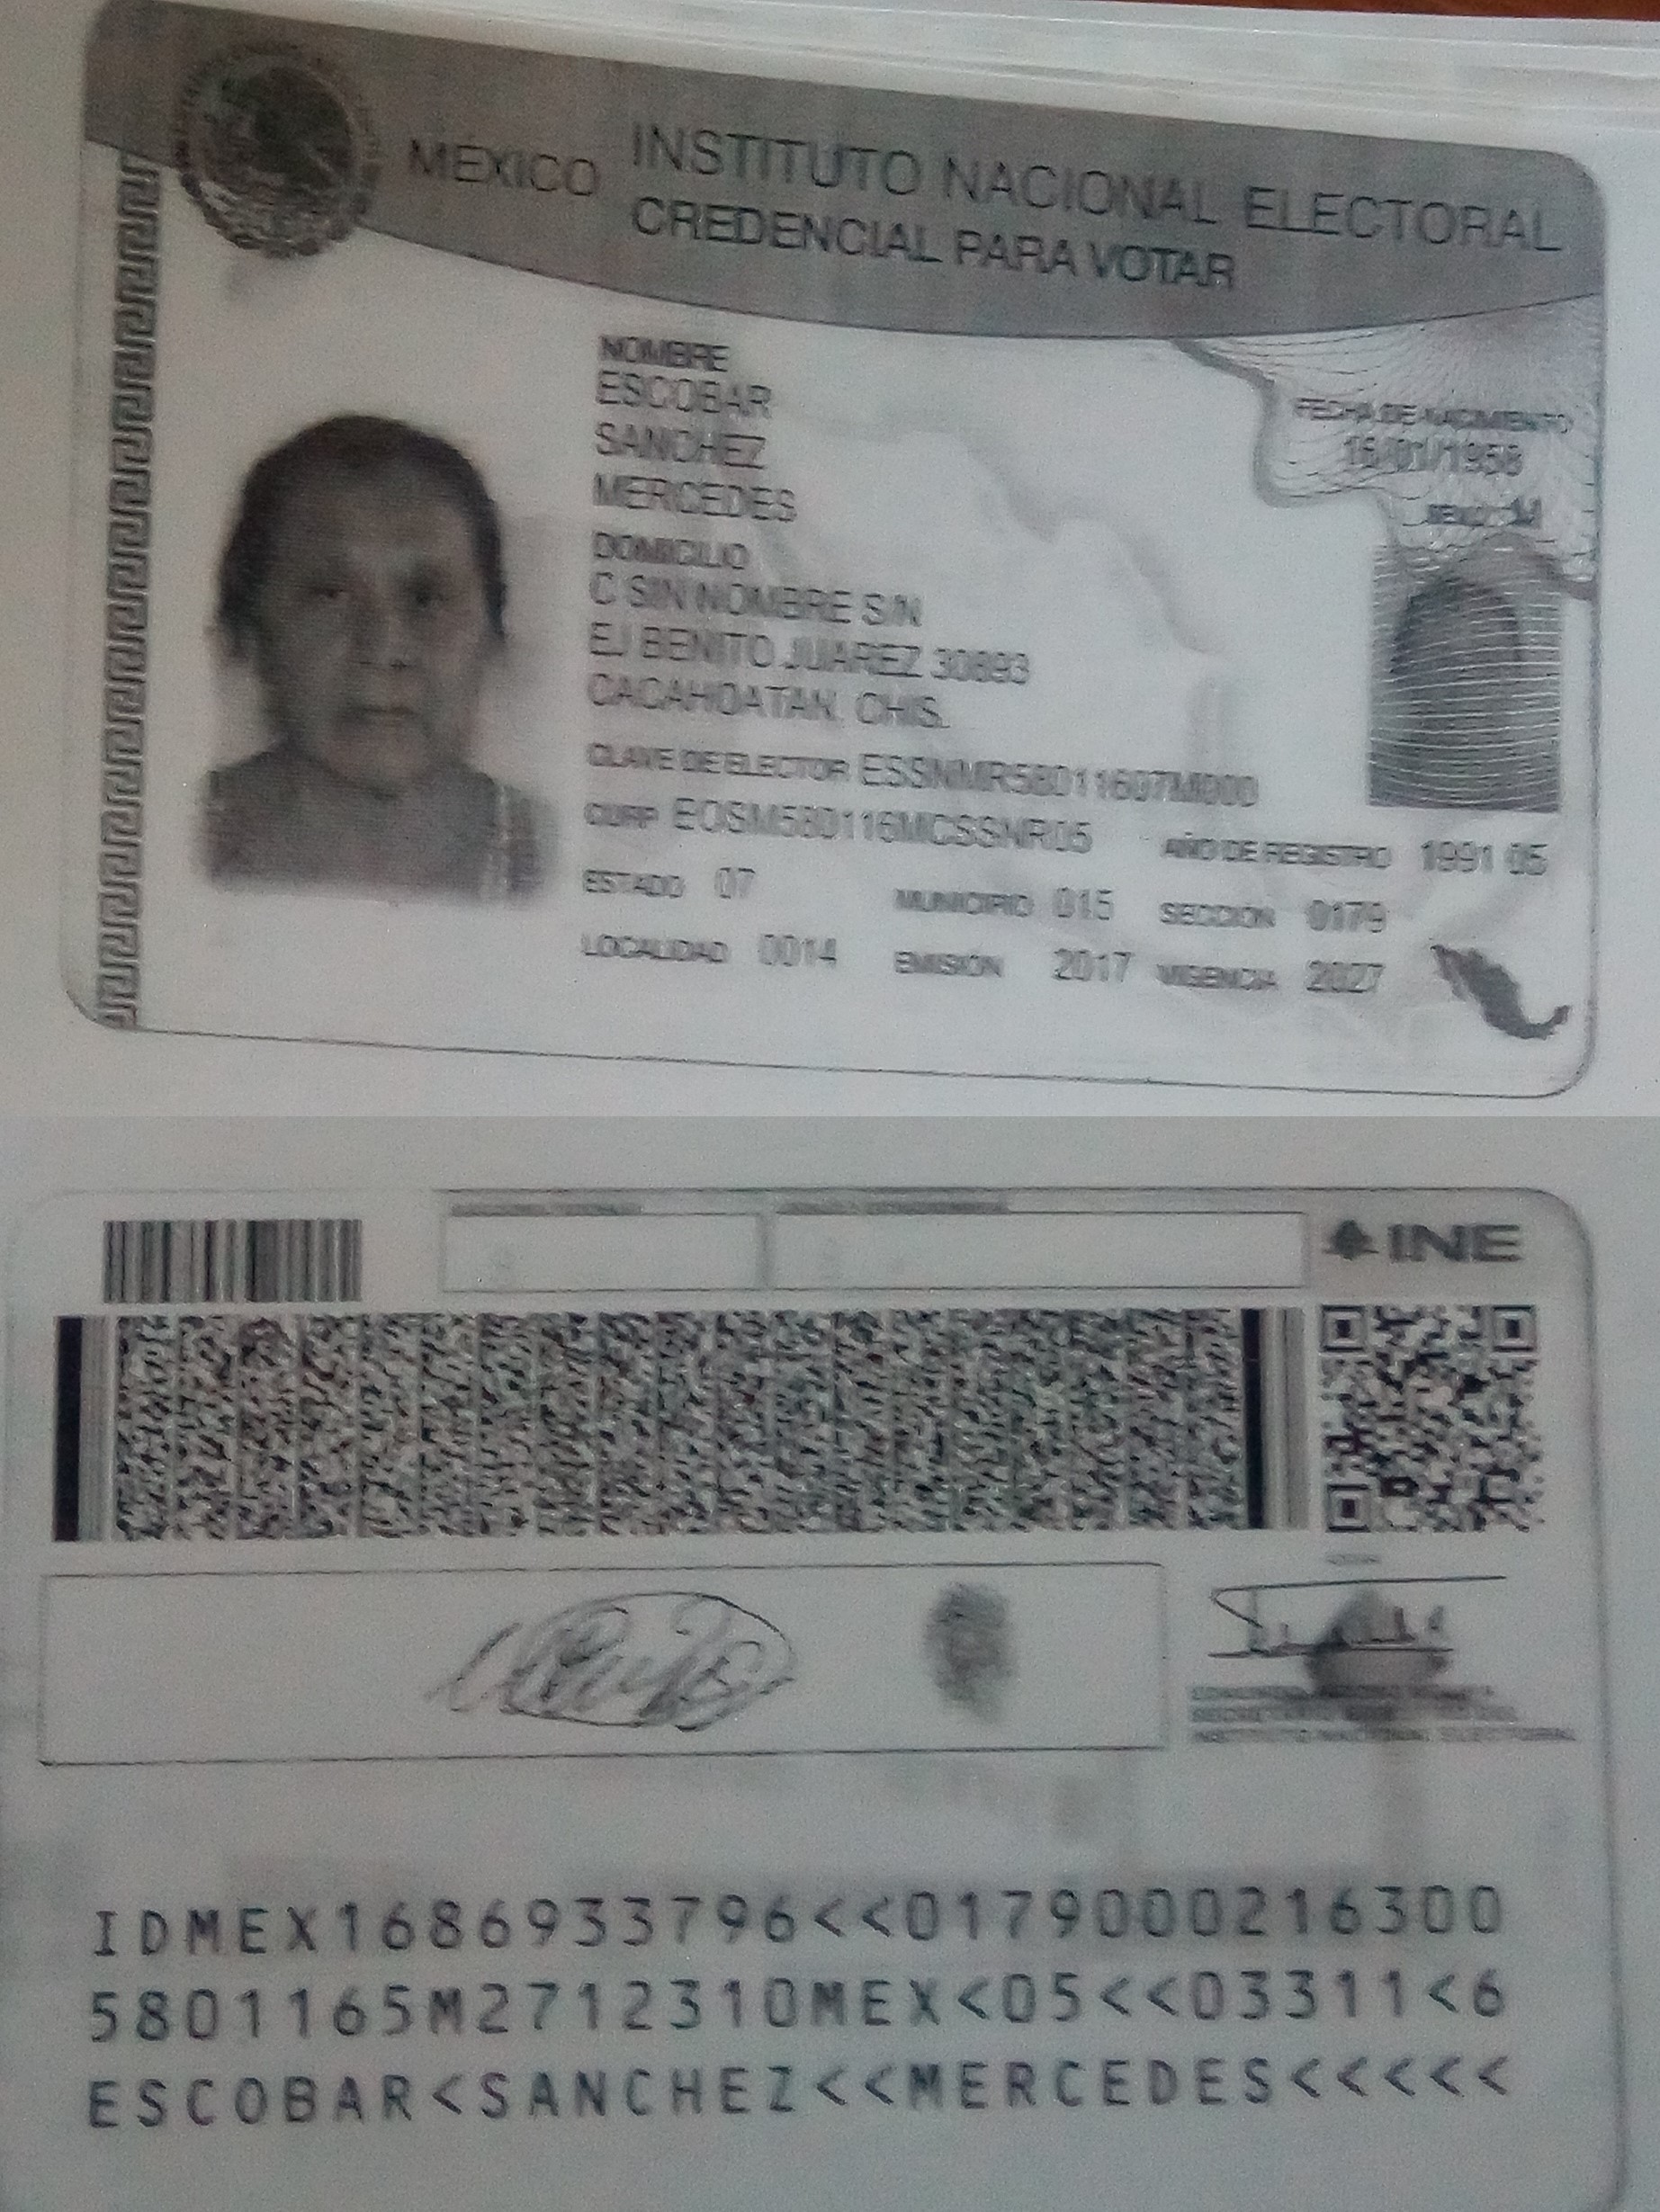 MÉXICO INSTITUTO NACIONAL ELECTORAL
CREDENCIAL PARA VOTAR
NOMBRE
ESCOBAR
SANCHEZ
MERCEDES
DOMICILIO
C SIN NOMBRE S/N
EJ BENITO JUAREZ 30893
CACAHOATAN, CHIS.
FECHA DE NACIMIENTO
16/01/1958
SEXO M
CLAVE DE ELECTOR ESSNMR58011607M000
CURP EOSM580116MCSSNR05 AÑO DE REGISTRO 1991 05
ESTADO 07 MUNICIPIO 015 SECCIÓN 0179
LOCALIDAD 0014 EMISIÓN 2017 VIGENCIA 2027
INE
INSTITUTO NACIONAL ELECTORAL
IDMEX1686933796<<0179000216300
5801165M2712310MEX<05<<03311<6
ESCOBAR<SANCHEZ<<MERCEDES<<<<<